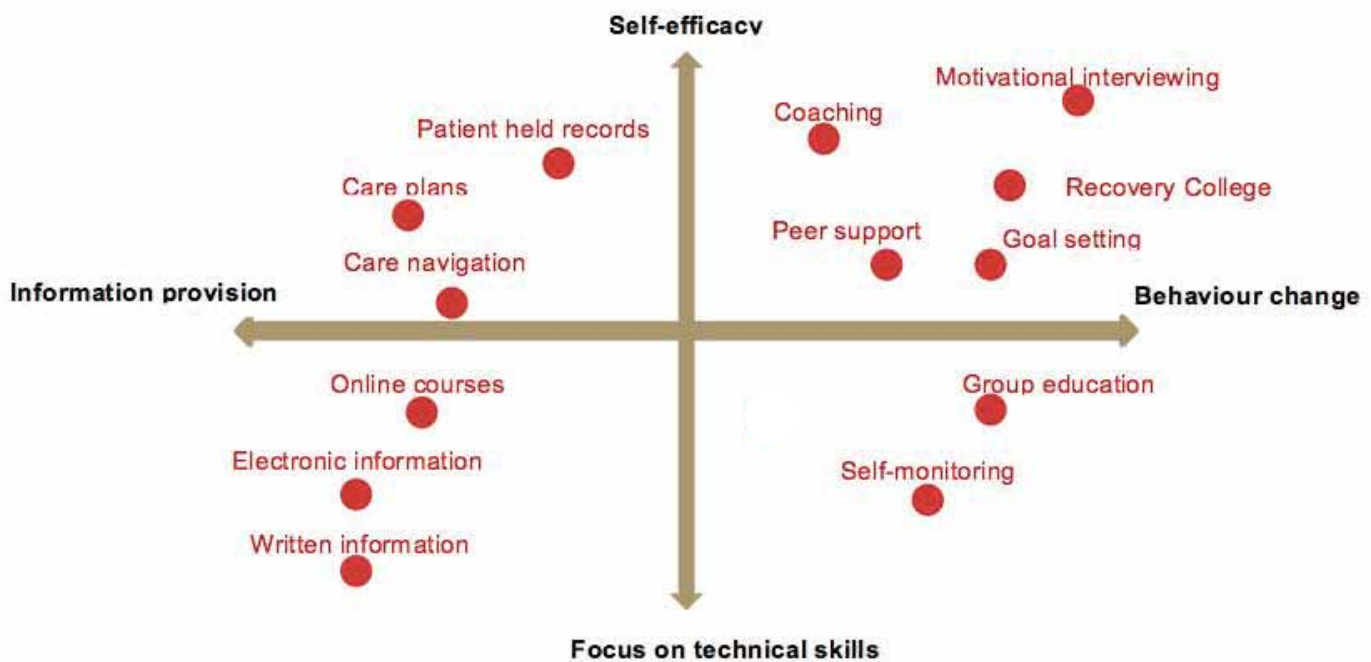 Self-efficacy
Motivational interviewing
Coaching
Patient held records
Care plans
Recovery College
Peer support
Goal setting
Care navigation
Information provision
Behaviour change
Online courses
Group education
Electronic information
Self-monitoring
Written information
Focus on technical skills